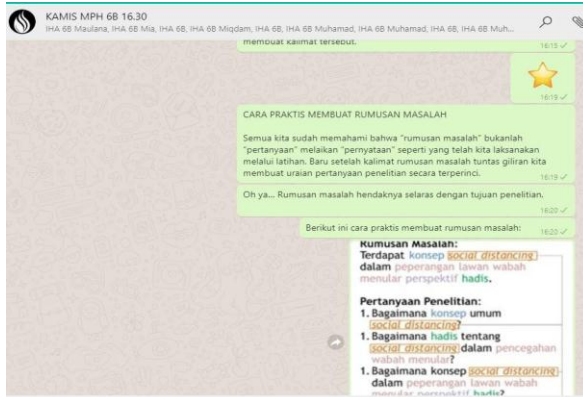 KAMIS MPH 6B 16.30
IHA 6B Maulana, IHA 6B Mia, IHA 6B, IHA 6B Miqdam, IHA 6B, IHA 6B Muhamad, IHA 6B Muhamad, IHA 6B, IHA 6B Muh...
membuat kalimat tersebut.
16:15
16:19
CARA PRAKTIS MEMBUAT RUMUSAN MASALAH
Semua kita sudah memahami bahwa "rumusan masalah" bukanlah
"pertanyaan" melaikan "pernyataan" seperti yang telah kita laksanakan
melalui latihan. Baru setelah kalimat rumusan masalah tuntas giliran kita
membuat uraian pertanyaan penelitian secara terperinci.
16:19
Oh ya... Rumusan masalah hendaknya selaras dengan tujuan penelitian.
16:20
Berikut ini cara praktis membuat rumusan masalah:
16:22
Rumusan Masalah:
Terdapat konsep social distancing
dalam peperangan lawan wabah
menular perspektif hadis.
Pertanyaan Penelitian:
1. Bagaimana konsep umum
social distancing?
1. Bagaimana hadis tentang
social distancing dalam pencegahan
wabah menular?
1. Bagaimana konsep social distancing
dalam peperangan lawan wabah
menular perspektif hadis?